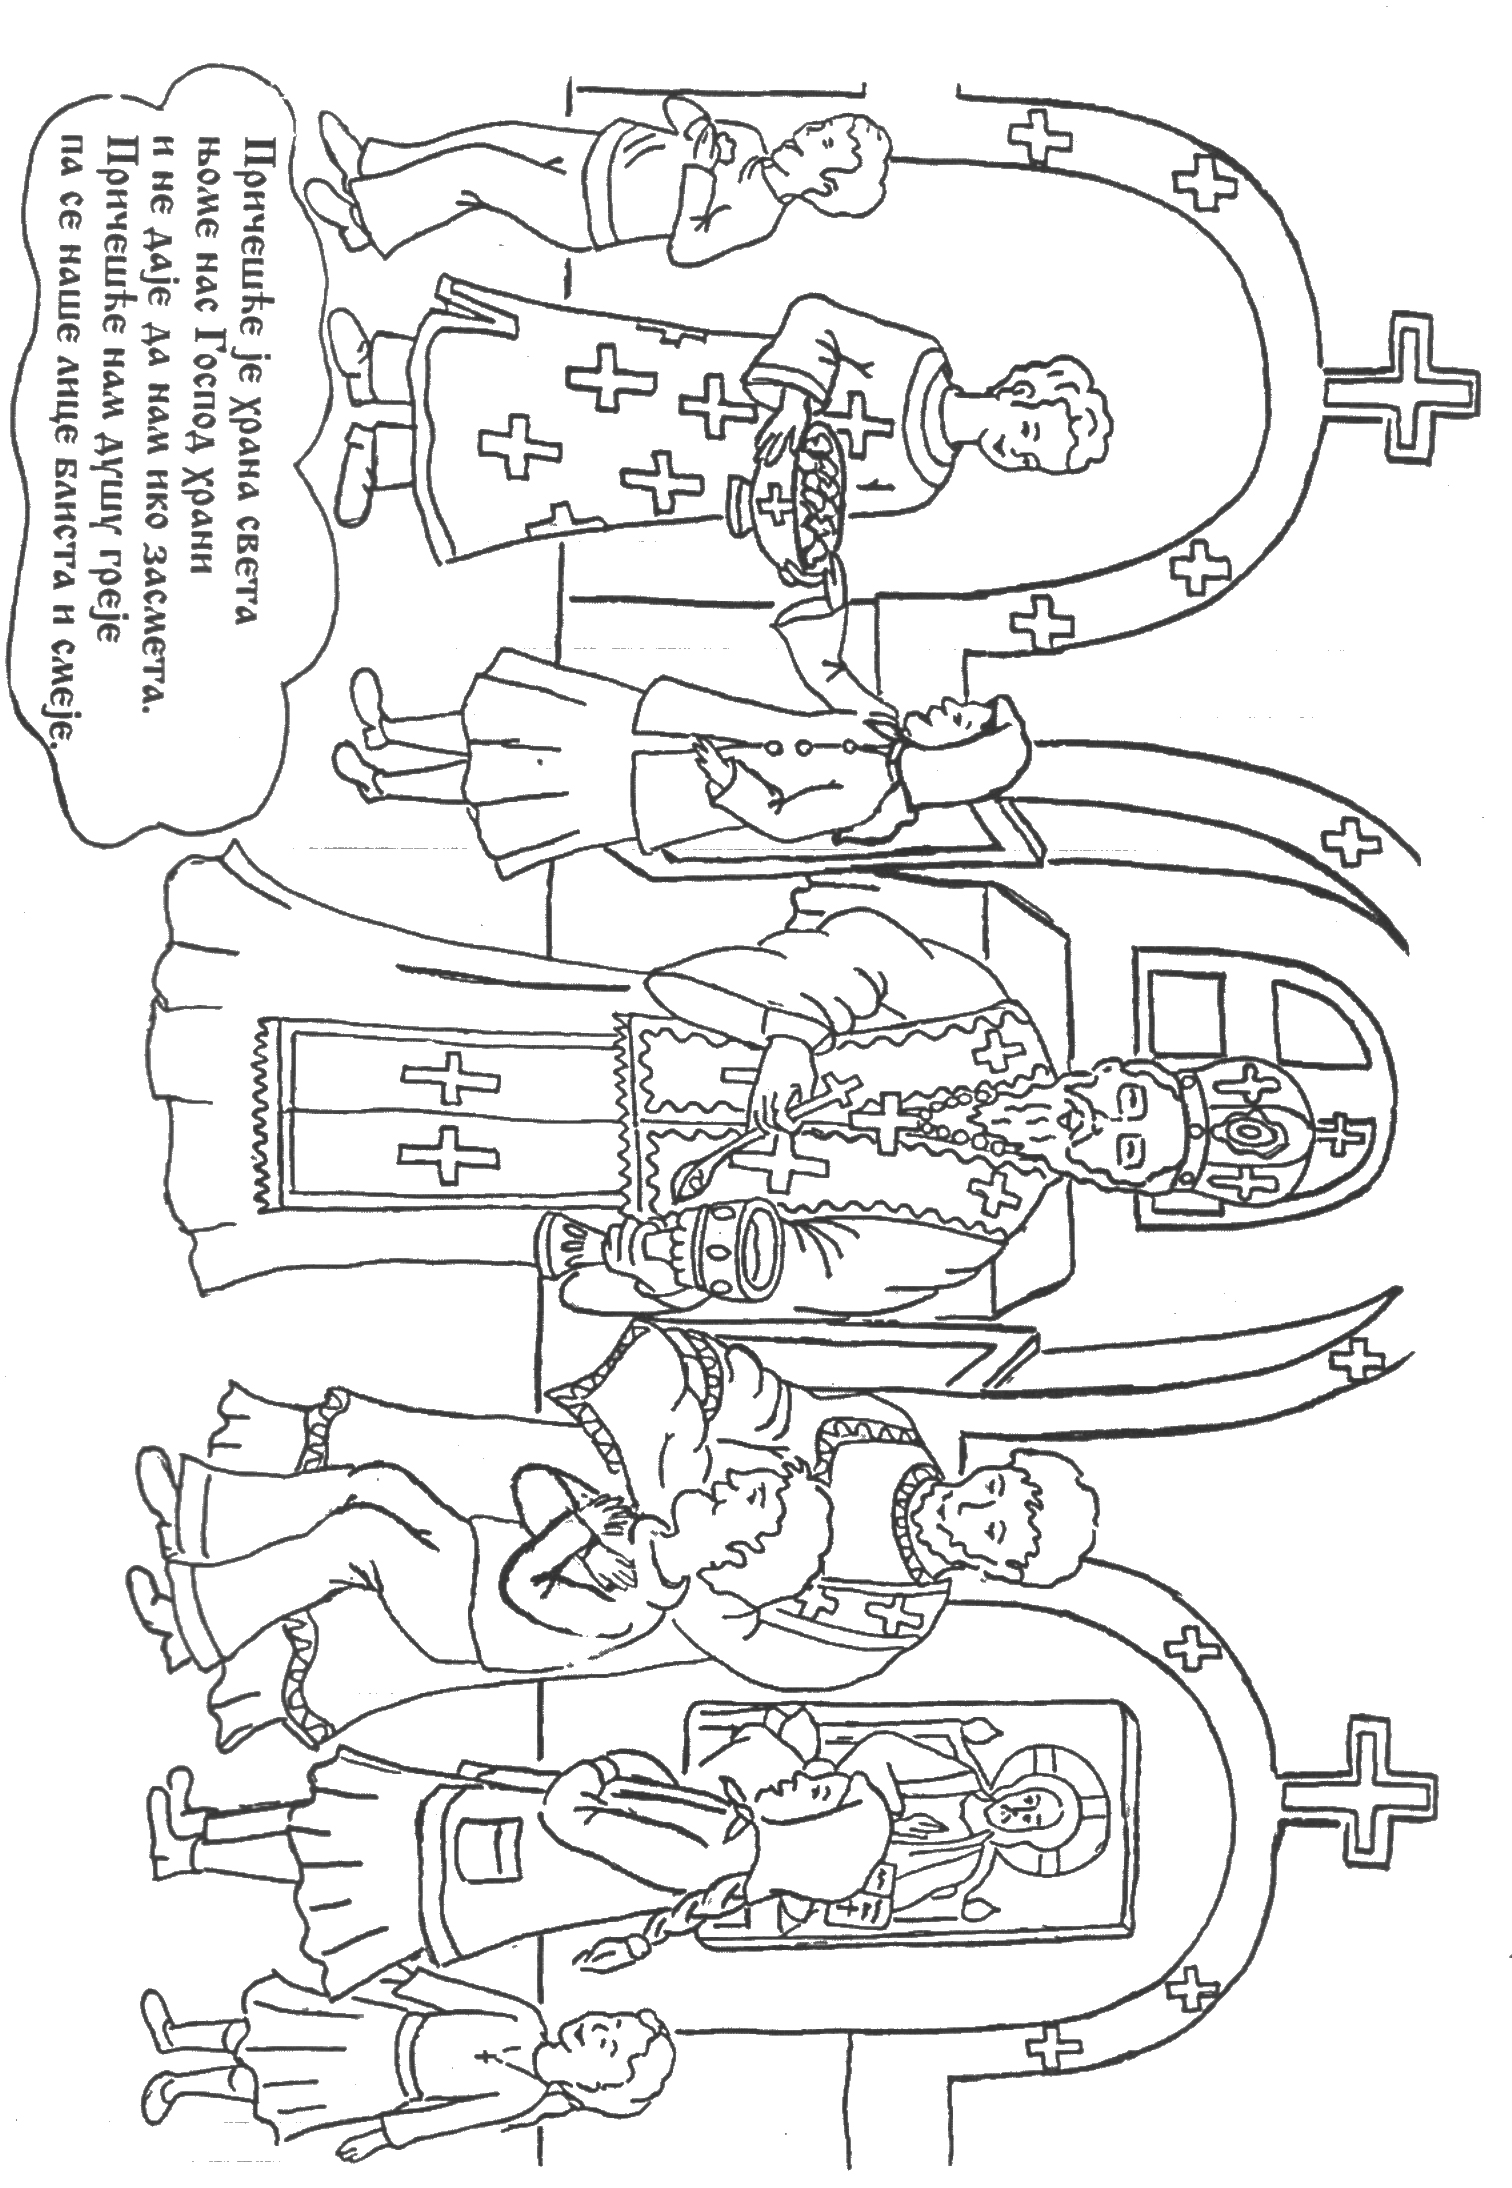 Причешће је храна света
њоме нас Господ храни
и не даје да нам ико засмета.
Причешће нам душу греје
па се наше лице блиста и смеје.